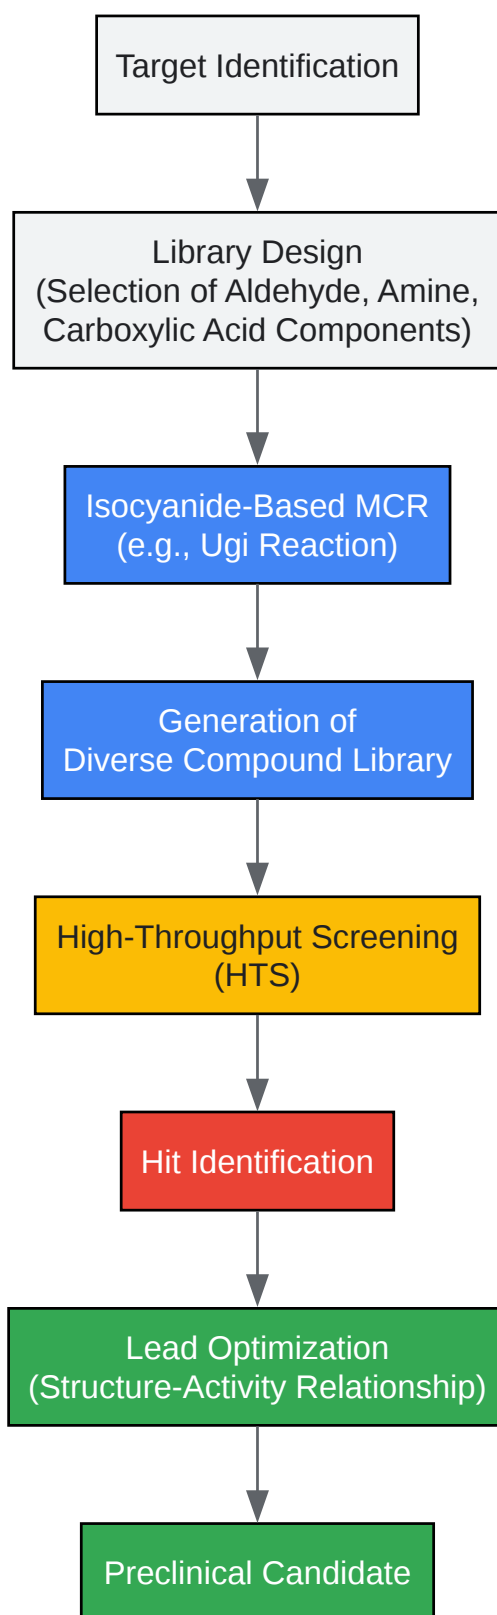 Target Identification
Library Design
(Selection of Aldehyde, Amine,
Carboxylic Acid Components)
Isocyanide-Based MCR
(e.g., Ugi Reaction)
Generation of
Diverse Compound Library
High-Throughput Screening
(HTS)
Hit Identification
Lead Optimization
(Structure-Activity Relationship)
Preclinical Candidate